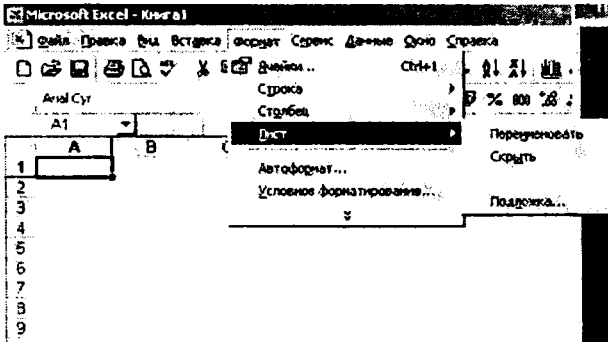 Microsoft Excel - Книга1
Файл Правка Вид Вставка Формат Сервис Данные Окно Справка
Ячейки... Ctrl+1
Arial Cyr
Строка
% 000
Столбец
A1
Лист
Переименовать
A B
Скрыть
Автоформат...
1
Условное форматирование...
Подложка...
2
3
4
5
6
7
8
9